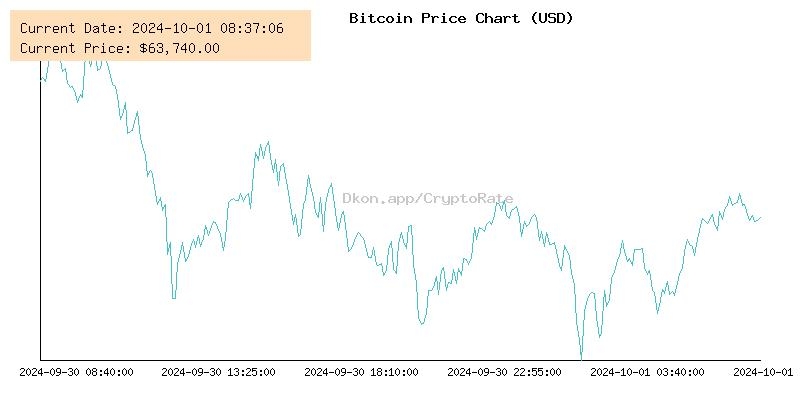 Bitcoin Price Chart (USD)
Current Date: 2024-10-01 08:37:06
Current Price: $63,740.00
Dkon.app/CryptoRate
2024-09-30 08:40:00 2024-09-30 13:25:00 2024-09-30 18:10:00 2024-09-30 22:55:00 2024-10-01 03:40:00 2024-10-01